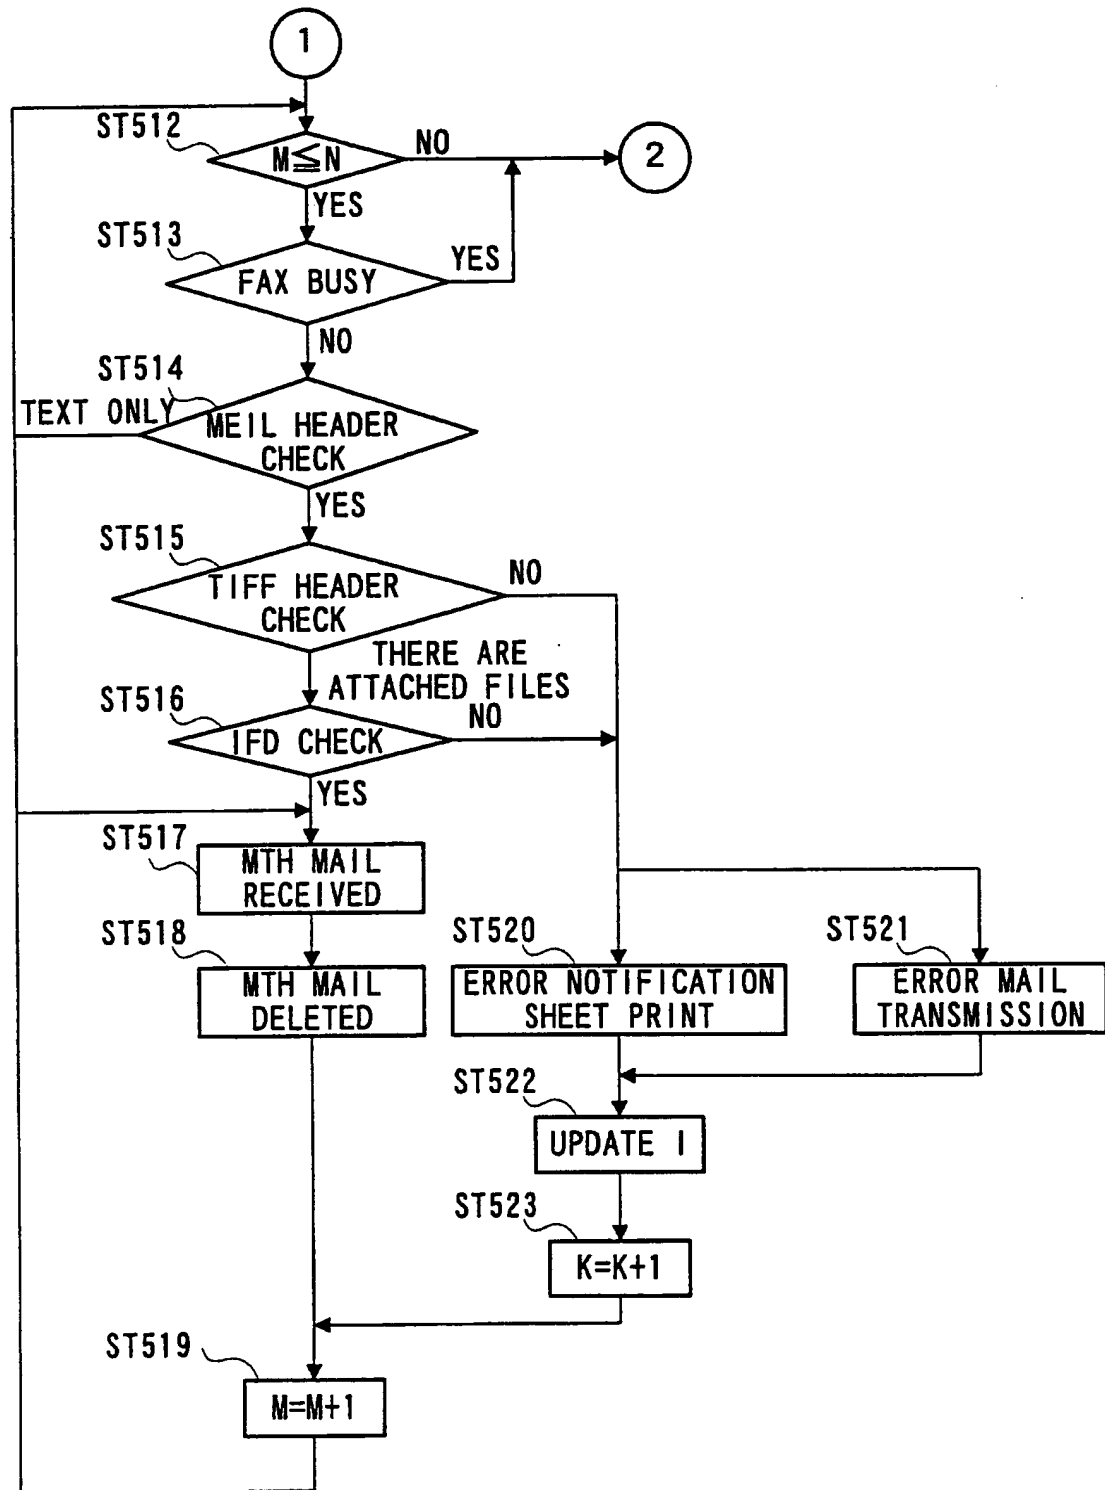 1
ST512
M≦N
NO
2
YES
ST513
FAX BUSY
YES
NO
ST514
TEXT ONLY
MEIL HEADER
CHECK
YES
ST515
TIFF HEADER
CHECK
NO
THERE ARE
ATTACHED FILES
ST516
IFD CHECK
NO
YES
ST517
MTH MAIL
RECEIVED
ST518
MTH MAIL
DELETED
ST520
ERROR NOTIFICATION
SHEET PRINT
ST521
ERROR MAIL
TRANSMISSION
ST522
UPDATE I
ST523
K=K+1
ST519
M=M+1